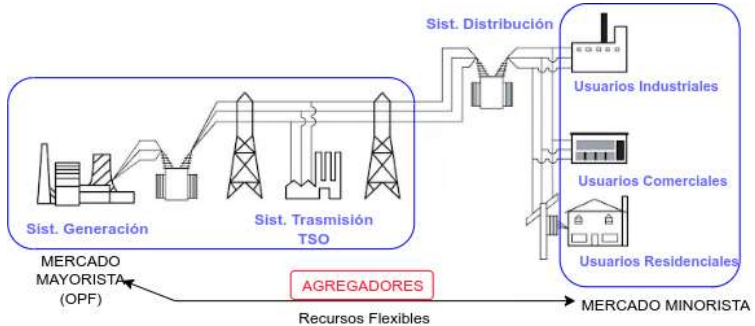 Sist. Distribución
Usuarios Industriales
Usuarios Comerciales
Usuarios Residenciales
Sist. Generación
Sist. Trasmisión
TSO
MERCADO
MAYORISTA
(OPF)
AGREGADORES
Recursos Flexibles
MERCADO MINORISTA